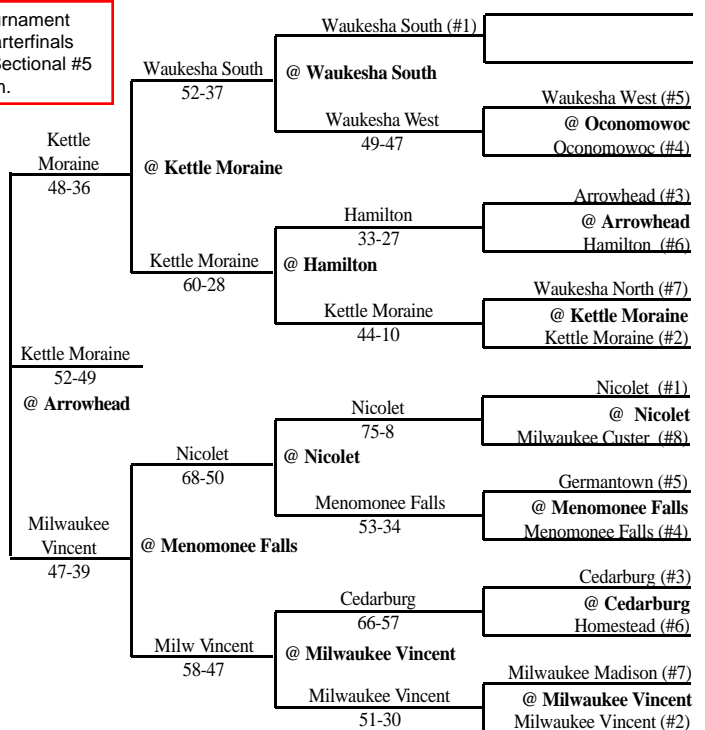 rnament
arterfinals
Sectional #5
n.
Waukesha South (#1)
Waukesha South
52-37
@ Waukesha South
Waukesha West (#5)
@ Oconomowoc
Oconomowoc (#4)
Waukesha West
49-47
Kettle
Moraine
48-36
@ Kettle Moraine
Arrowhead (#3)
@ Arrowhead
Hamilton (#6)
Hamilton
33-27
Kettle Moraine
60-28
@ Hamilton
Waukesha North (#7)
@ Kettle Moraine
Kettle Moraine (#2)
Kettle Moraine
44-10
Kettle Moraine
52-49
@ Arrowhead
Nicolet (#1)
@ Nicolet
Milwaukee Custer (#8)
Nicolet
75-8
Nicolet
68-50
@ Nicolet
Germantown (#5)
@ Menomonee Falls
Menomonee Falls (#4)
Menomonee Falls
53-34
Milwaukee
Vincent
47-39
@ Menomonee Falls
Cedarburg (#3)
@ Cedarburg
Homestead (#6)
Cedarburg
66-57
Milw Vincent
58-47
@ Milwaukee Vincent
Milwaukee Madison (#7)
@ Milwaukee Vincent
Milwaukee Vincent (#2)
Milwaukee Vincent
51-30